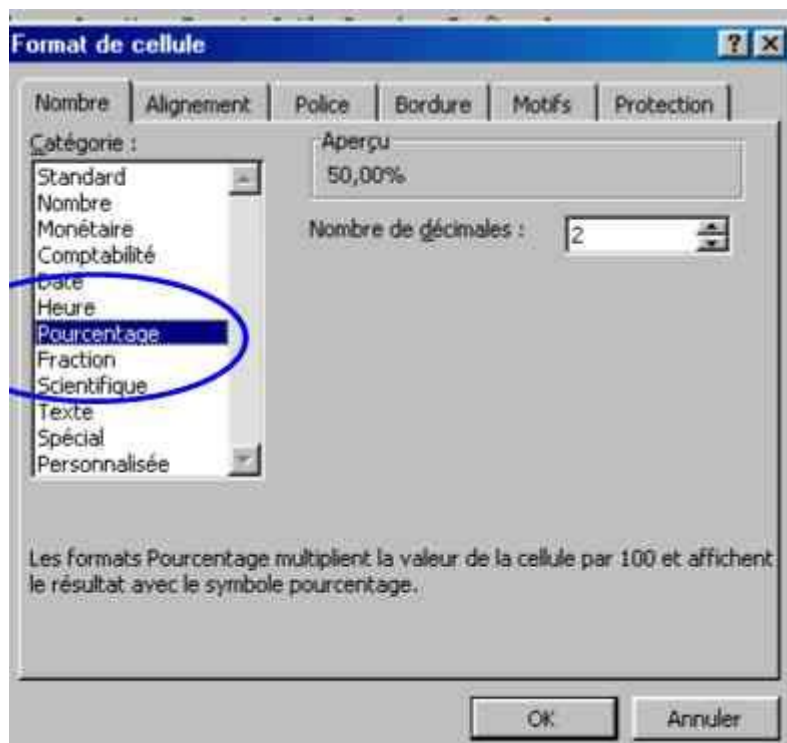 Format de cellule
Nombre Alignement Police Bordure Motifs Protection
Catégorie :
Standard
Nombre
Monétaire
Comptabilité
Date
Heure
Pourcentage
Fraction
Scientifique
Texte
Spécial
Personnalisée
Aperçu
50,00%
Nombre de décimales : 2
Les formats Pourcentage multiplient la valeur de la cellule par 100 et affichent
le résultat avec le symbole pourcentage.
OK Annuler